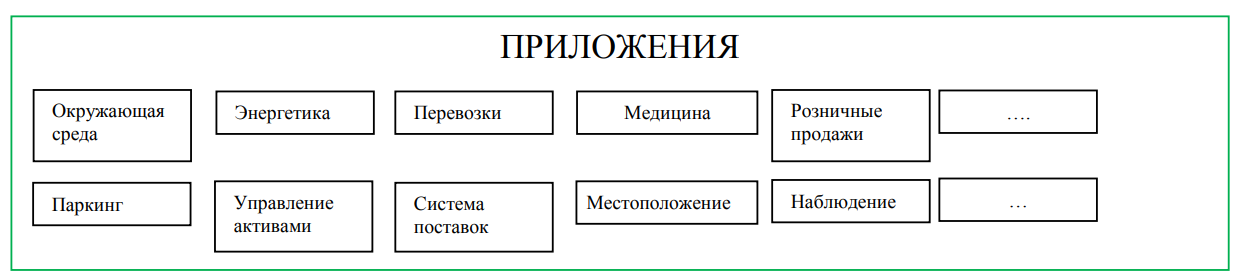 ПРИЛОЖЕНИЯ
Окружающая
среда
Энергетика
Перевозки
Медицина
Розничные
продажи
….
Паркинг
Управление
активами
Система
поставок
Местоположение
Наблюдение
…